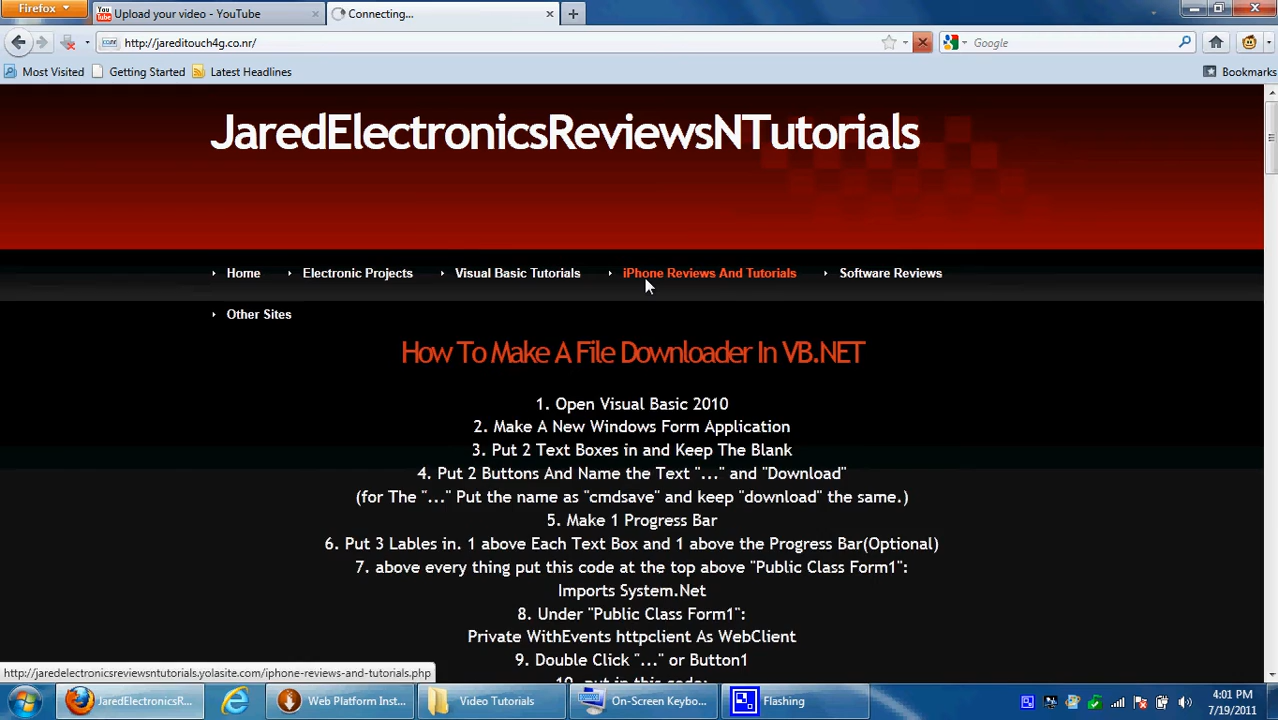 Firefox
Upload your video - YouTube
Connecting...
http://jareditouch4g.co.nr/
Google
Most Visited
Getting Started
Latest Headlines
Bookmarks
JaredElectronicsReviewsNTutorials
Home
Electronic Projects
Visual Basic Tutorials
iPhone Reviews And Tutorials
Software Reviews
Other Sites
How To Make A File Downloader In VB.NET
1. Open Visual Basic 2010
2. Make A New Windows Form Application
3. Put 2 Text Boxes in and Keep The Blank
4. Put 2 Buttons And Name the Text "..." and "Download"
(for The "..." Put the name as "cmdsave" and keep "download" the same.)
5. Make 1 Progress Bar
6. Put 3 Lables in. 1 above Each Text Box and 1 above the Progress Bar(Optional)
7. above every thing put this code at the top above "Public Class Form1":
Imports System.Net
8. Under "Public Class Form1":
Private WithEvents httpclient As WebClient
9. Double Click "..." or Button1
10. put in this code:
http://jaredelectronicsreviewsntutorials.yolasite.com/iphone-reviews-and-tutorials.php
JaredElectronicsR...
Web Platform Inst...
Video Tutorials
On-Screen Keybo...
Flashing
4:01 PM
7/19/2011